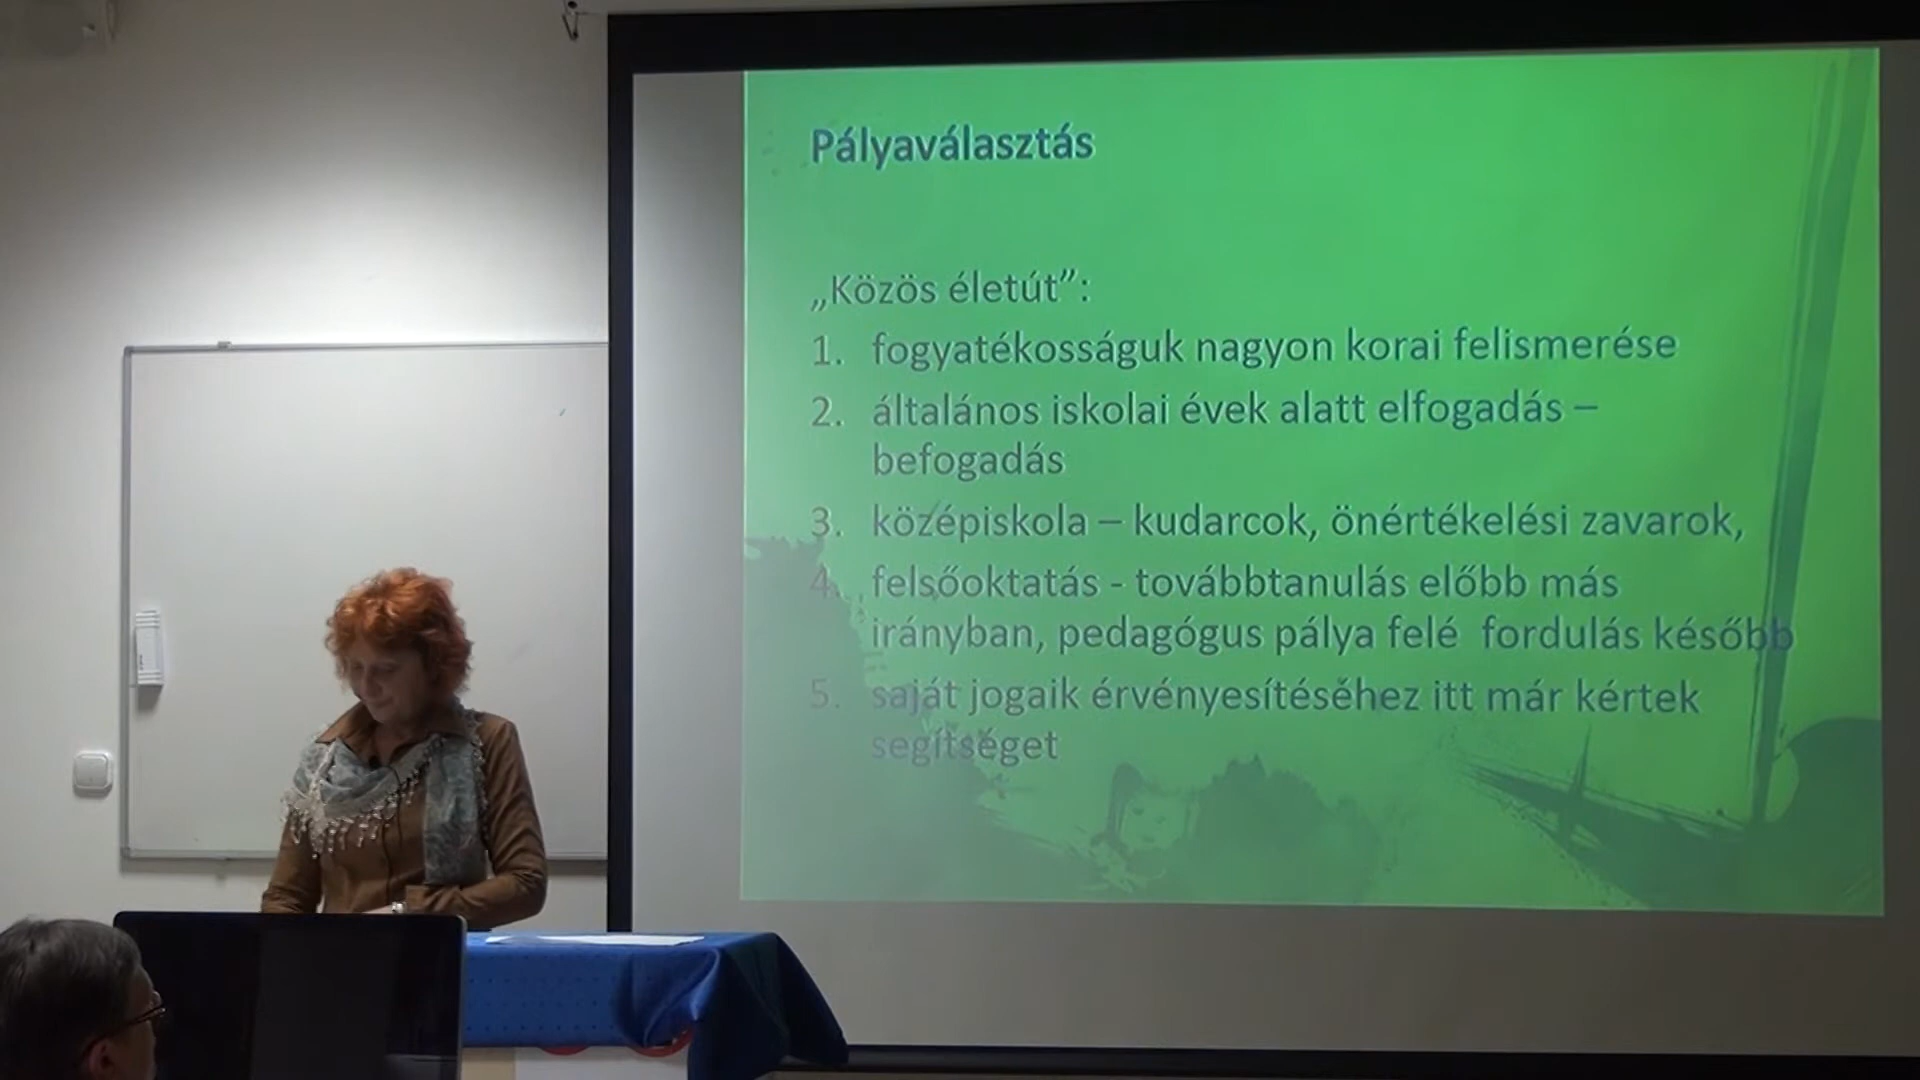 Pályaválasztás
„Közös életút”:
1. fogyatékosságuk nagyon korai felismerése
2. általános iskolai évek alatt elfogadás –
befogadás
3. középiskola – kudarcok, önértékelési zavarok,
4. felsőoktatás - továbbtanulás előbb más
irányban, pedagógus pálya felé fordulás később
5. saját jogaik érvényesítéséhez itt már kértek
segítséget